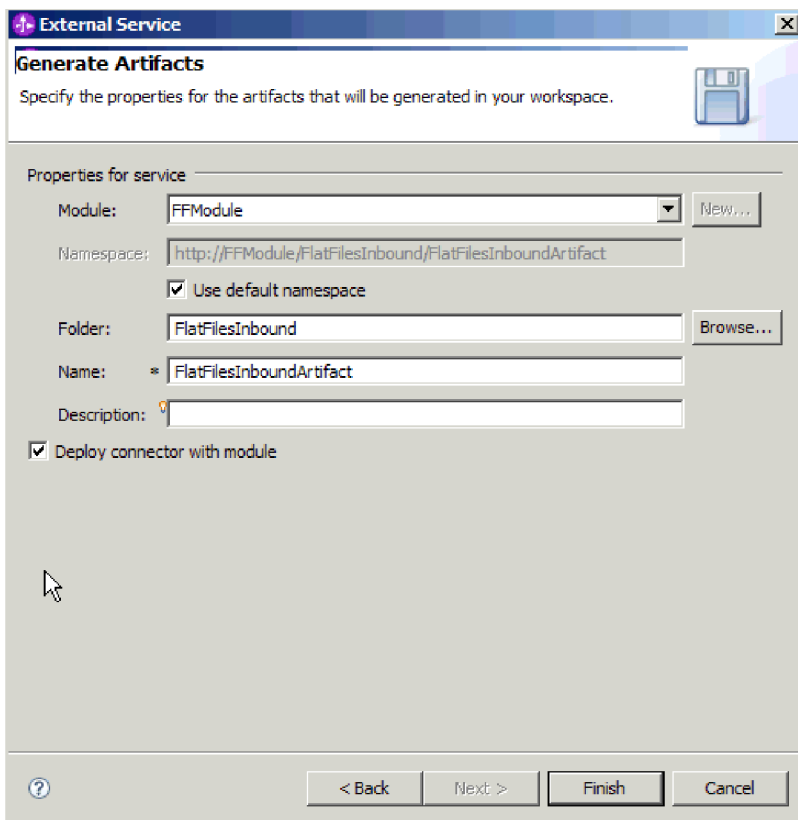 External Service
Generate Artifacts
Specify the properties for the artifacts that will be generated in your workspace.
Properties for service
Module: FFModule New...
Namespace: http://FFModule/FlatFilesInbound/FlatFilesInboundArtifact
Use default namespace
Folder: FlatFilesInbound Browse...
Name: * FlatFilesInboundArtifact
Description:
Deploy connector with module
? < Back Next > Finish Cancel